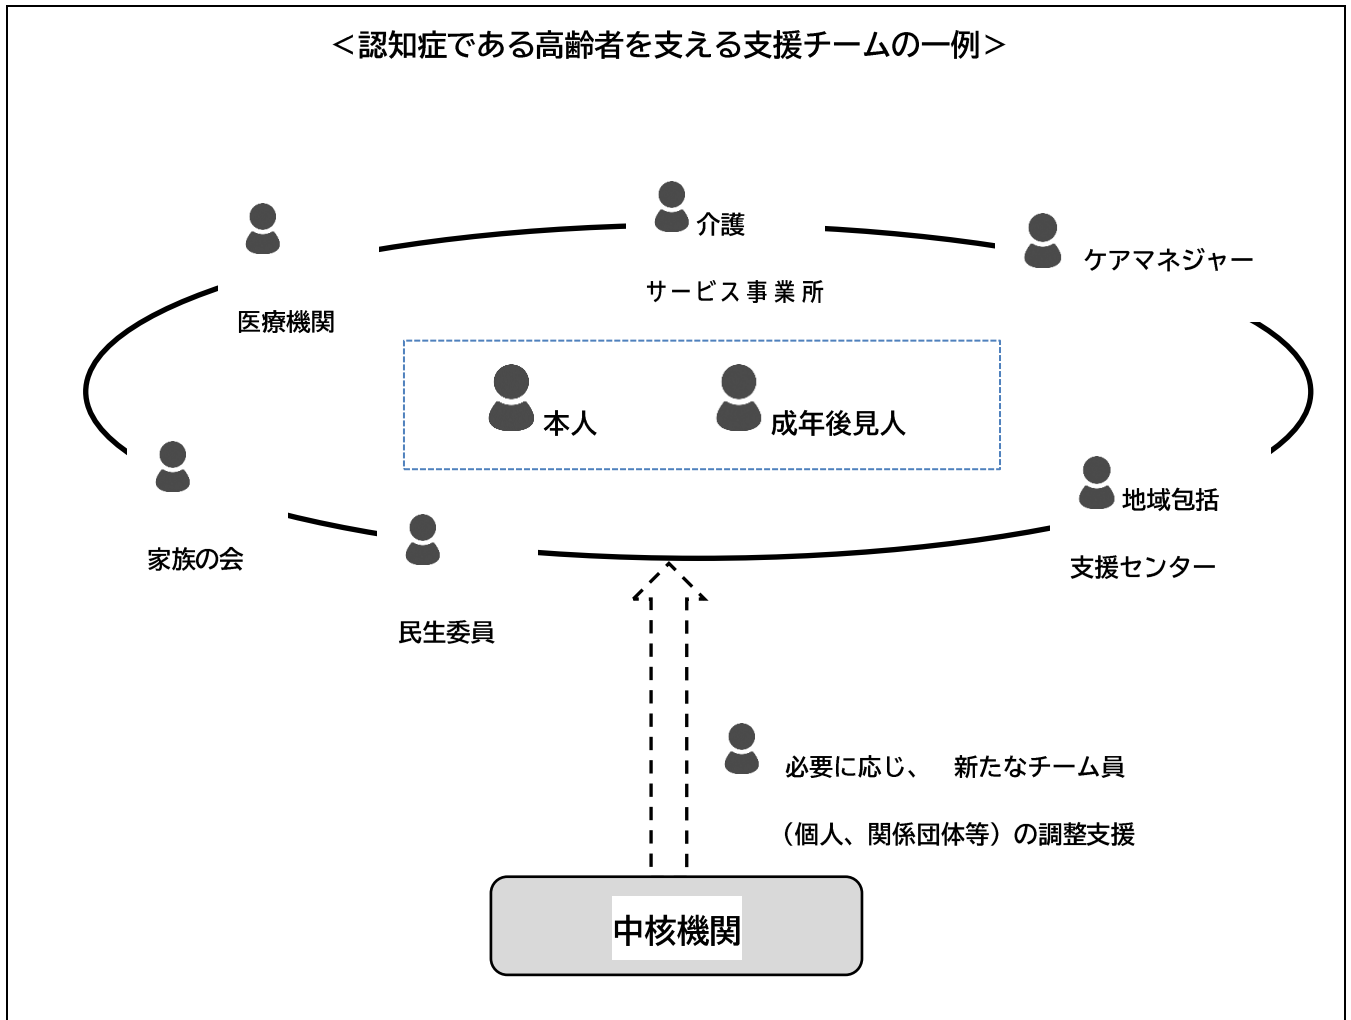 ＜認知症である高齢者を支える支援チームの一例＞
介護
サービス事業所
ケアマネジャー
医療機関
本人
成年後見人
地域包括
支援センター
家族の会
民生委員
必要に応じ、　新たなチーム員
（個人、関係団体等）の調整支援
中核機関